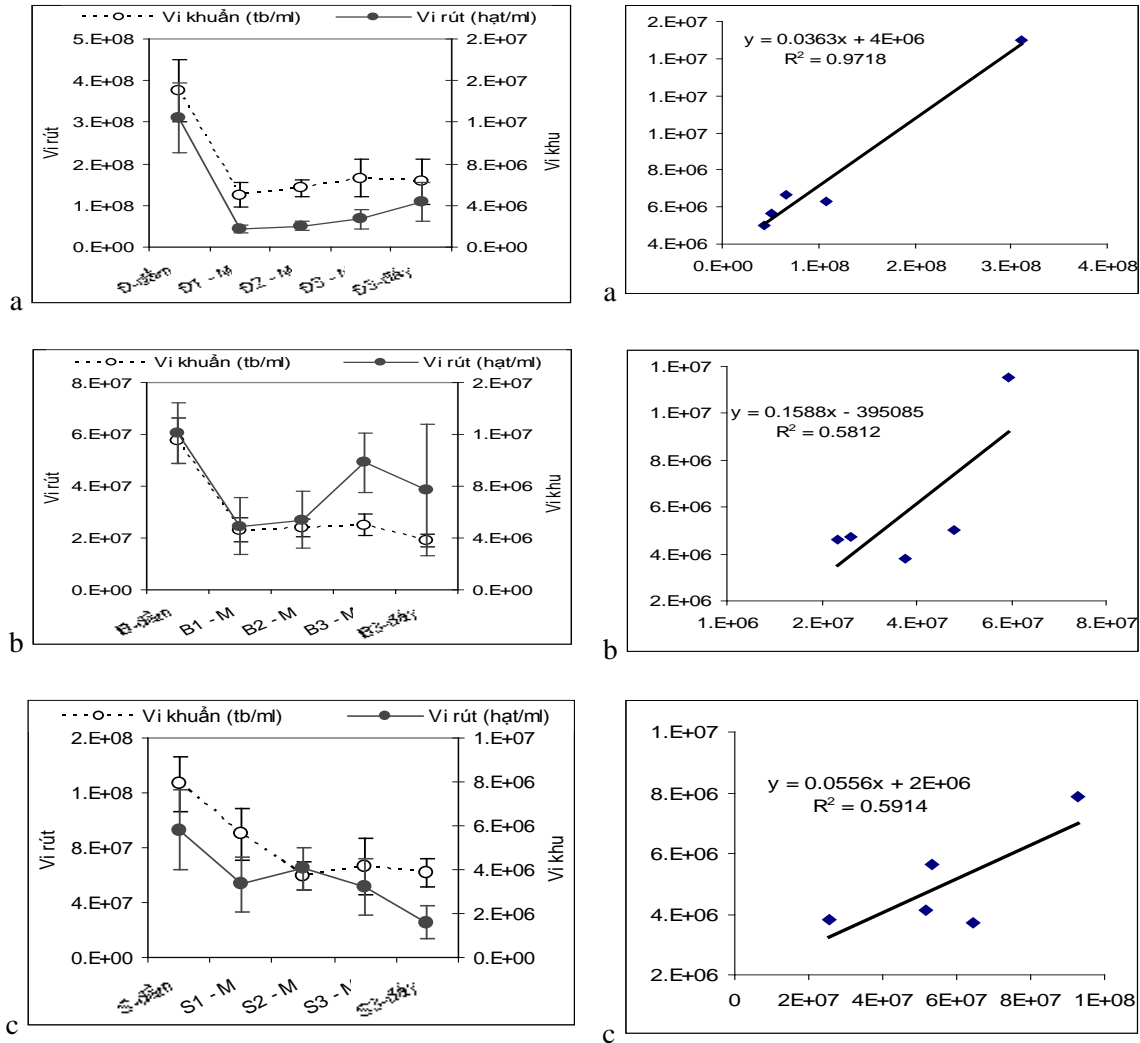 Vi khuẩn (tb/ml) Vi rút (hạt/ml)
5.E+08 2.E+07
4.E+08 2.E+07
3.E+08 1.E+07
2.E+08 8.E+06
1.E+08 4.E+06
0.E+00 0.E+00
Vi rút
Vi khu
Đ1 - M Đ2 - M Đ3 -
a
2.E+07
1.E+07
1.E+07
1.E+07
8.E+06
6.E+06
4.E+06
y = 0.0363x + 4E+06
R² = 0.9718
0.E+00 1.E+08 2.E+08 3.E+08 4.E+08
a
Vi khuẩn (tb/ml) Vi rút (hạt/ml)
8.E+07 2.E+07
6.E+07 1.E+07
4.E+07 8.E+06
2.E+07 4.E+06
0.E+00 0.E+00
Vi rút
Vi khu
B1 - M B2 - M B3 - M
b
1.E+07
1.E+07
8.E+06
6.E+06
4.E+06
2.E+06
y = 0.1588x - 395085
R² = 0.5812
1.E+06 2.E+07 4.E+07 6.E+07 8.E+07
b
Vi khuẩn (tb/ml) Vi rút (hạt/ml)
2.E+08 1.E+07
1.E+08 8.E+06
8.E+07 6.E+06
4.E+07 4.E+06
0.E+00 2.E+06
0.E+00
Vi rút
Vi khu
S1 - M S2 - M S3 -
c
1.E+07
8.E+06
6.E+06
4.E+06
2.E+06
y = 0.0556x + 2E+06
R² = 0.5914
0 2E+07 4E+07 6E+07 8E+07 1E+08
c